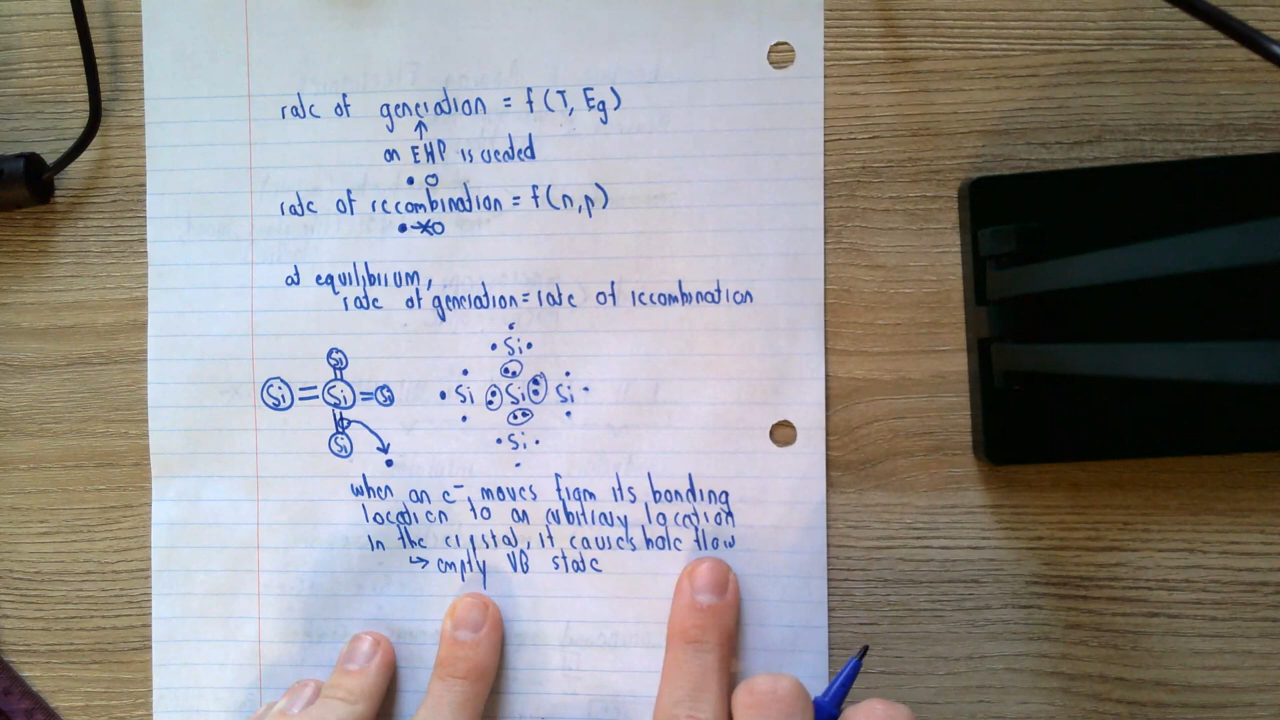 rate of generation = f(T, Eg)
↑
an EHP is created
rate of recombination = f(n,p)
at equilibrium,
rate of generation = rate of recombination
Si
Si = Si = Si
Si
· Si ·
· Si : Si : Si ·
· Si ·
when an e⁻ moves from its bonding
location to an arbitrary location
in the crystal, it causes hole flow
↳ empty VB state